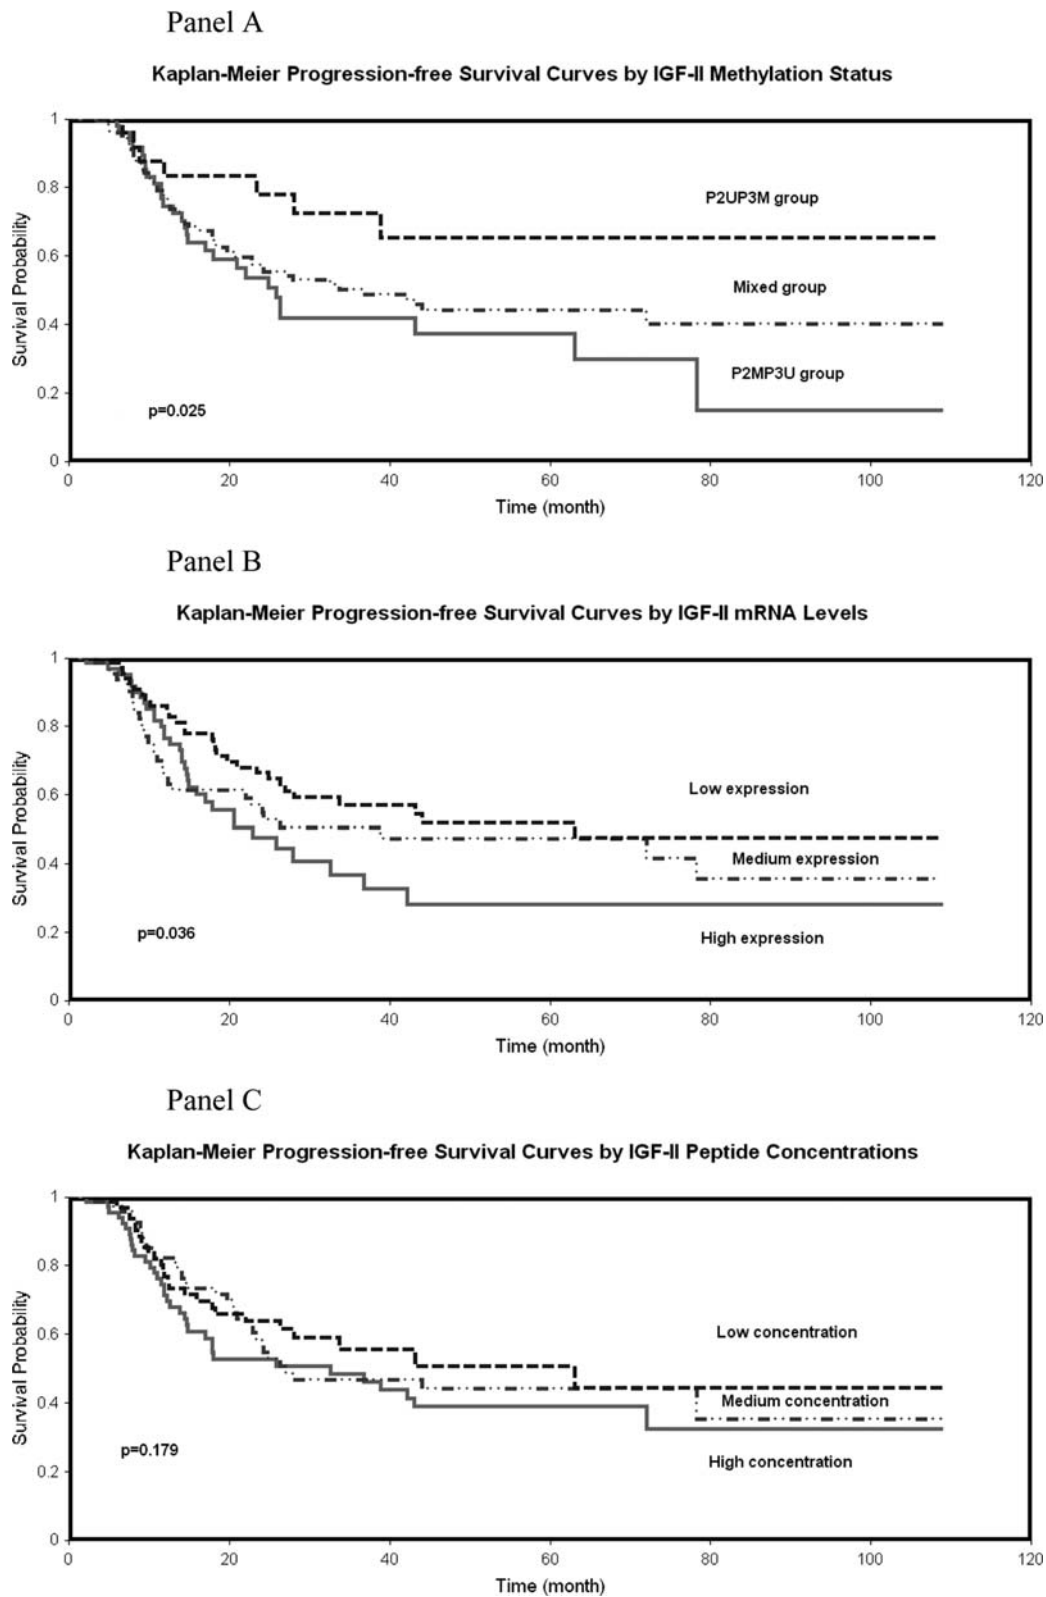 Panel A
Kaplan-Meier Progression-free Survival Curves by IGF-II Methylation Status
1
0.8
0.6
0.4
0.2
0
Survival Probability
P2UP3M group
Mixed group
P2MP3U group
p=0.025
0 20 40 60 80 100 120
Time (month)
Panel B
Kaplan-Meier Progression-free Survival Curves by IGF-II mRNA Levels
1
0.8
0.6
0.4
0.2
0
Survival Probability
Low expression
Medium expression
High expression
p=0.036
0 20 40 60 80 100 120
Time (month)
Panel C
Kaplan-Meier Progression-free Survival Curves by IGF-II Peptide Concentrations
1
0.8
0.6
0.4
0.2
0
Survival Probability
Low concentration
Medium concentration
High concentration
p=0.179
0 20 40 60 80 100 120
Time (month)